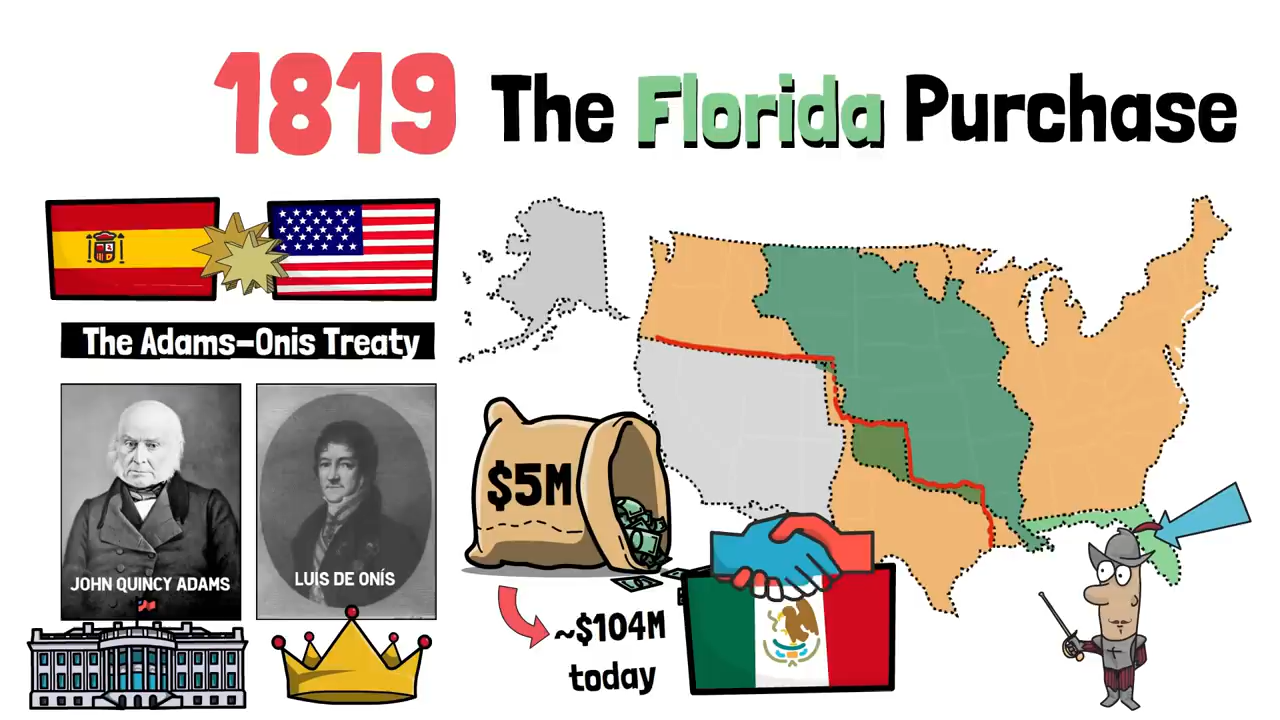 1819 The Florida Purchase
The Adams-Onis Treaty
JOHN QUINCY ADAMS
LUIS DE ONÍS
$5M
~$104M
today